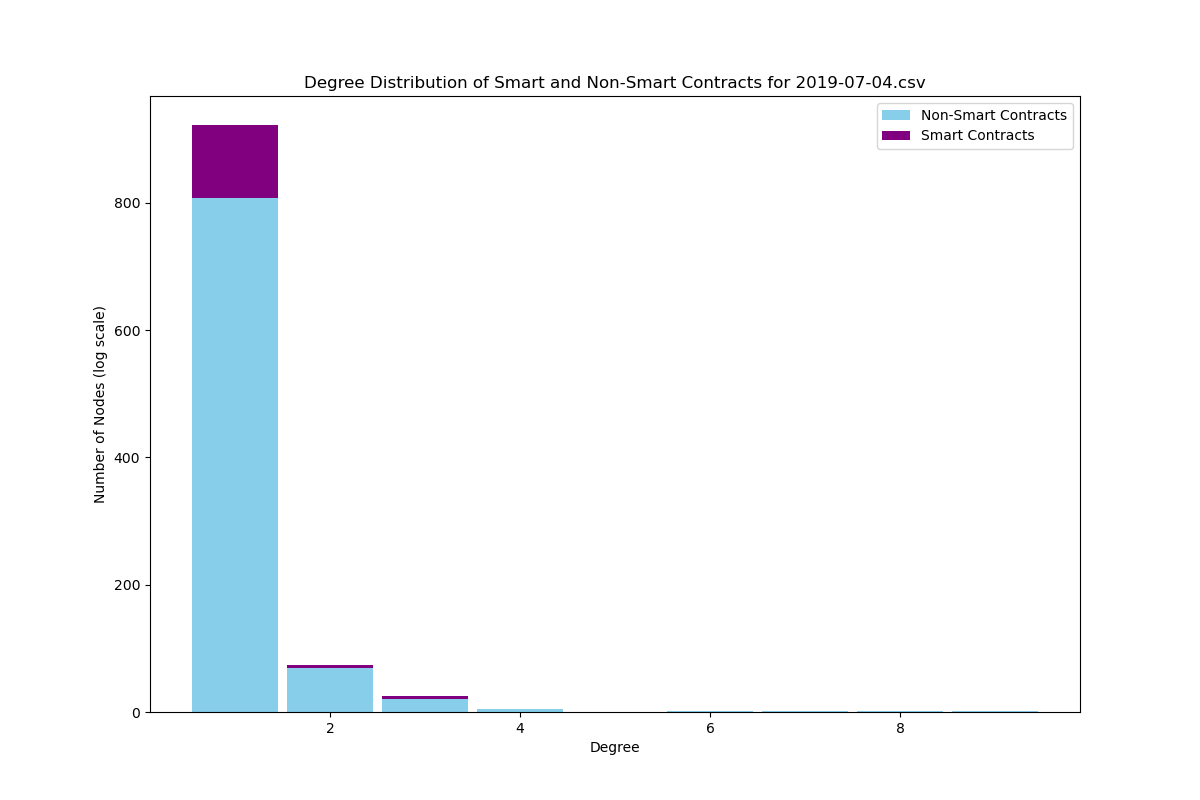 Degree Distribution of Smart and Non-Smart Contracts for 2019-07-04.csv
Non-Smart Contracts
Smart Contracts
Number of Nodes (log scale)
800
600
400
200
0
2
4
6
8
Degree